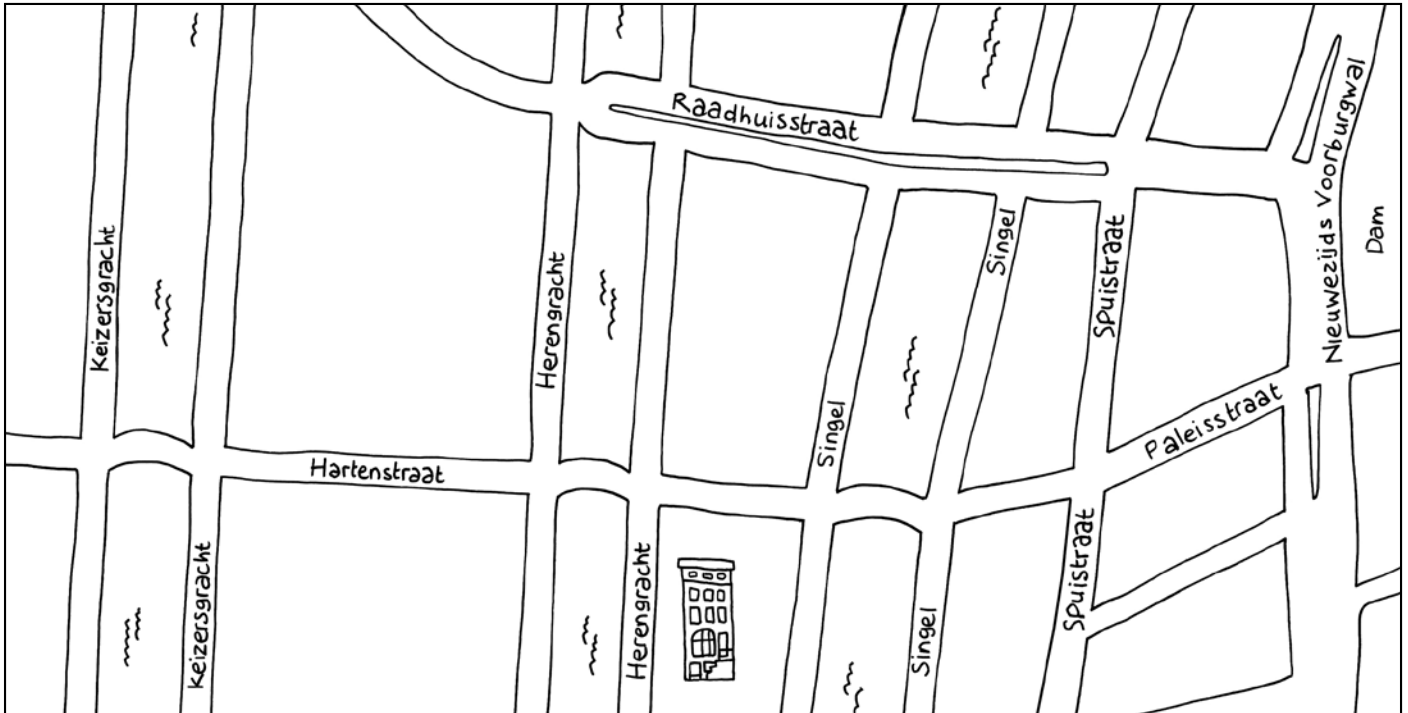 Raadhuisstraat
Nieuwezijds Voorburgwal
Dam
Keizersgracht
Herengracht
Singel
Spuistraat
Singel
Paleisstraat
Hartenstraat
Keizersgracht
Herengracht
Singel
Spuistraat